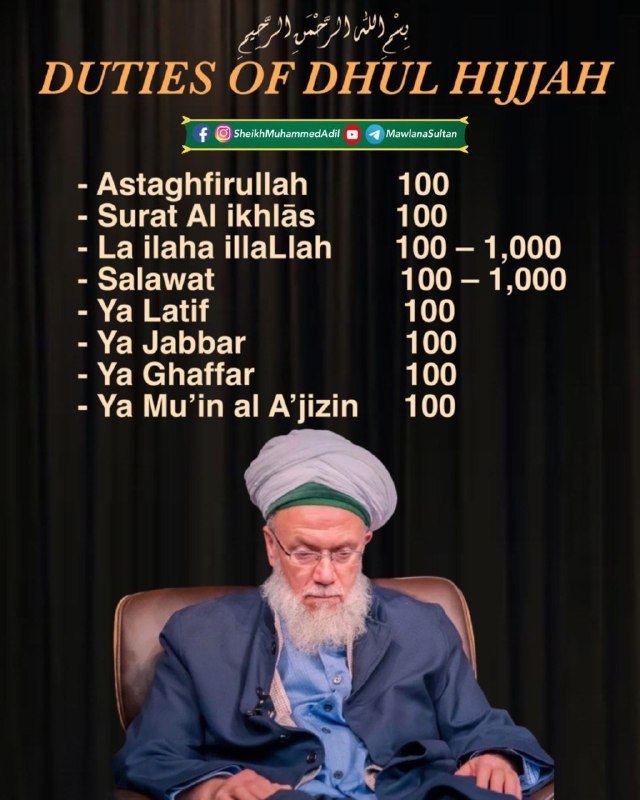 بِسْمِ اللهِ الرَّحْمٰنِ الرَّحِيمِ
DUTIES OF DHUL HIJJAH
SheikhMuhammedAdil MawlanaSultan
- Astaghfirullah 100
- Surat Al ikhlās 100
- La ilaha illaLlah 100 – 1,000
- Salawat 100 – 1,000
- Ya Latif 100
- Ya Jabbar 100
- Ya Ghaffar 100
- Ya Mu’in al A’jizin 100